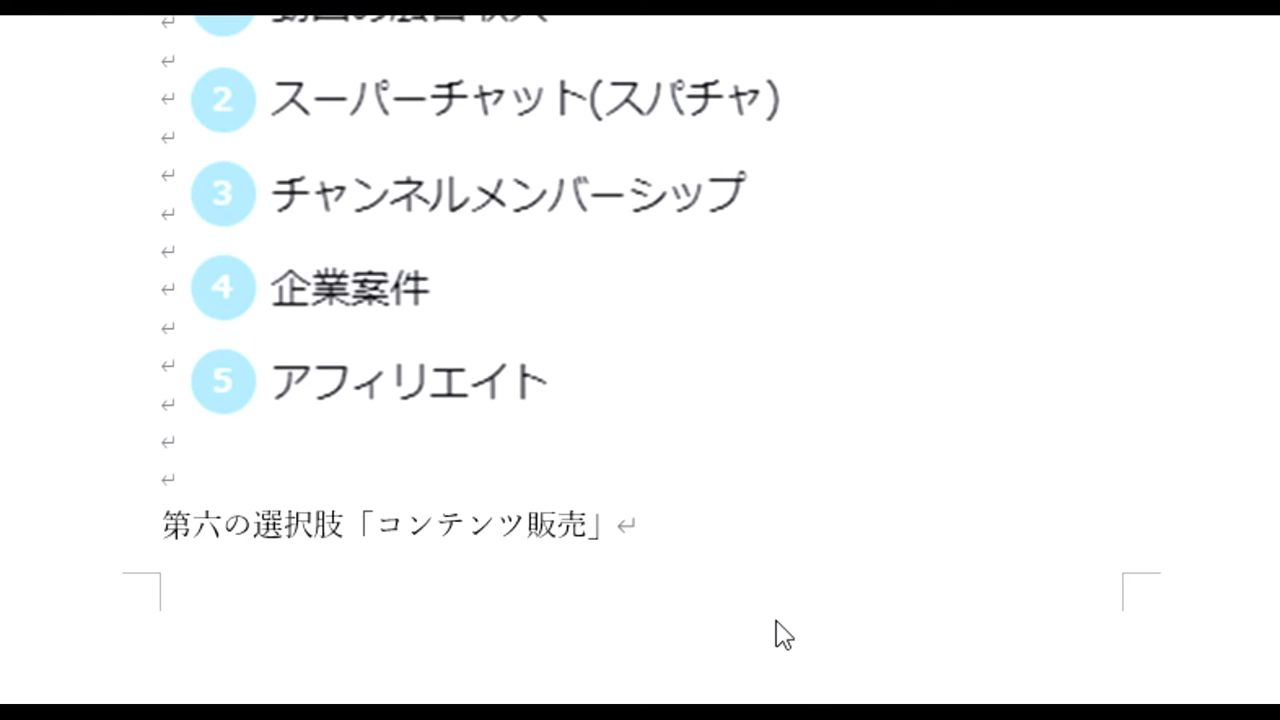 2 スーパーチャット(スパチャ)
3 チャンネルメンバーシップ
4 企業案件
5 アフィリエイト
第六の選択肢「コンテンツ販売」